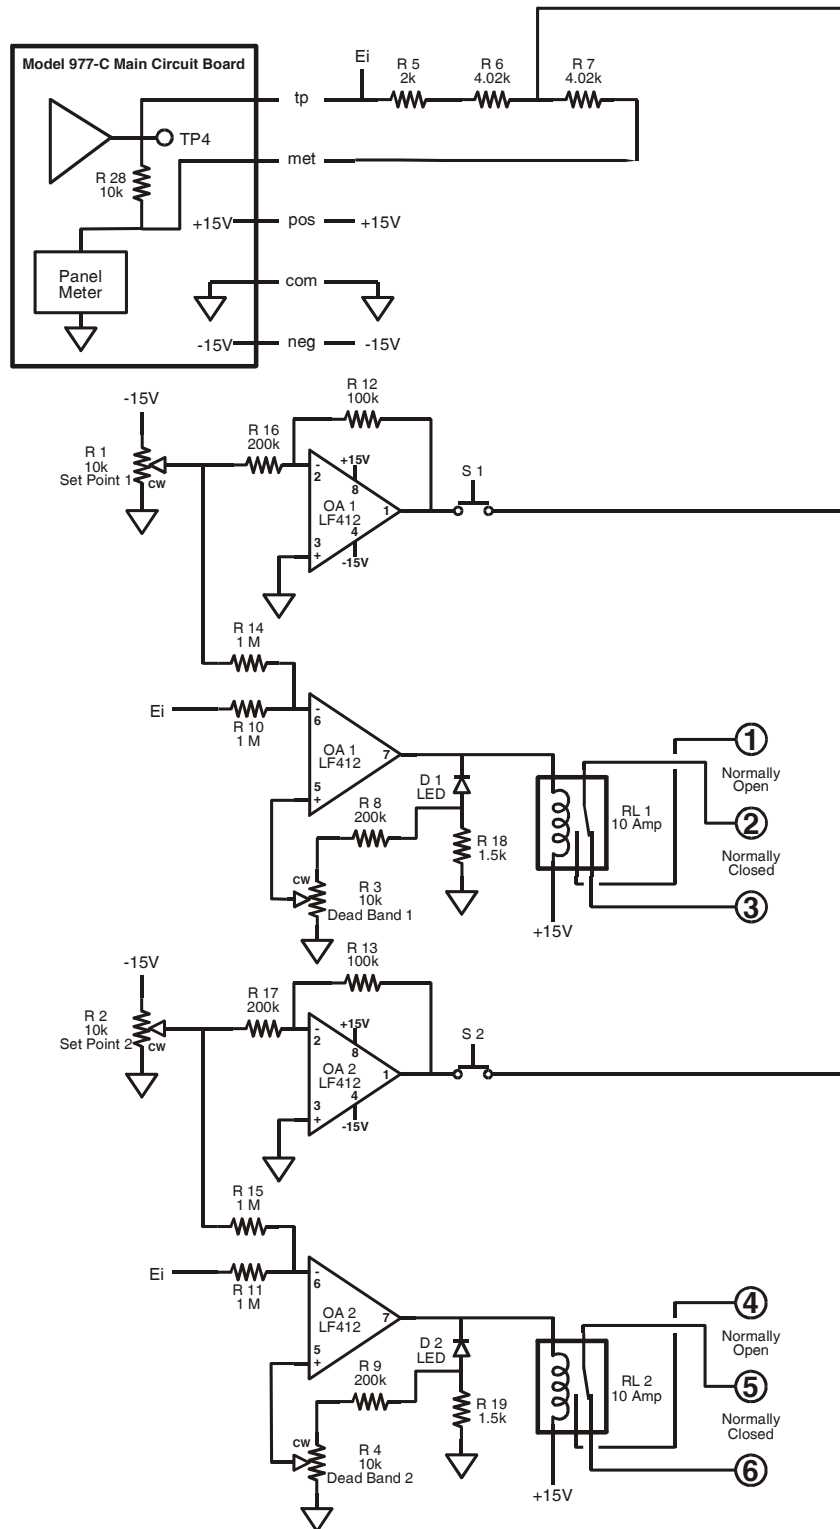 Ei
R 5
2k
R 6
4.02k
R 7
4.02k
Model 977-C Main Circuit Board
tp
TP4
met
R 28
10k
+15V
pos
+15V
Panel
Meter
com
-15V
neg
-15V
-15V
R 12
100k
R 16
200k
R 1
10k
Set Point 1
CW
-
2
+15V
8
S 1
OA 1
LF412
1
3
+
4
-15V
R 14
1 M
Ei
R 10
1 M
-
6
OA 1
LF412
7
5
+
D 1
LED
R 8
200k
R 18
1.5k
CW
R 3
10k
Dead Band 1
RL 1
10 Amp
+15V
1
Normally
Open
2
Normally
Closed
3
-15V
R 13
100k
R 17
200k
R 2
10k
Set Point 2
CW
-
2
+15V
8
S 2
OA 2
LF412
1
3
+
4
-15V
R 15
1 M
Ei
R 11
1 M
-
6
OA 2
LF412
7
5
+
D 2
LED
R 9
200k
R 19
1.5k
CW
R 4
10k
Dead Band 2
RL 2
10 Amp
+15V
4
Normally
Open
5
Normally
Closed
6